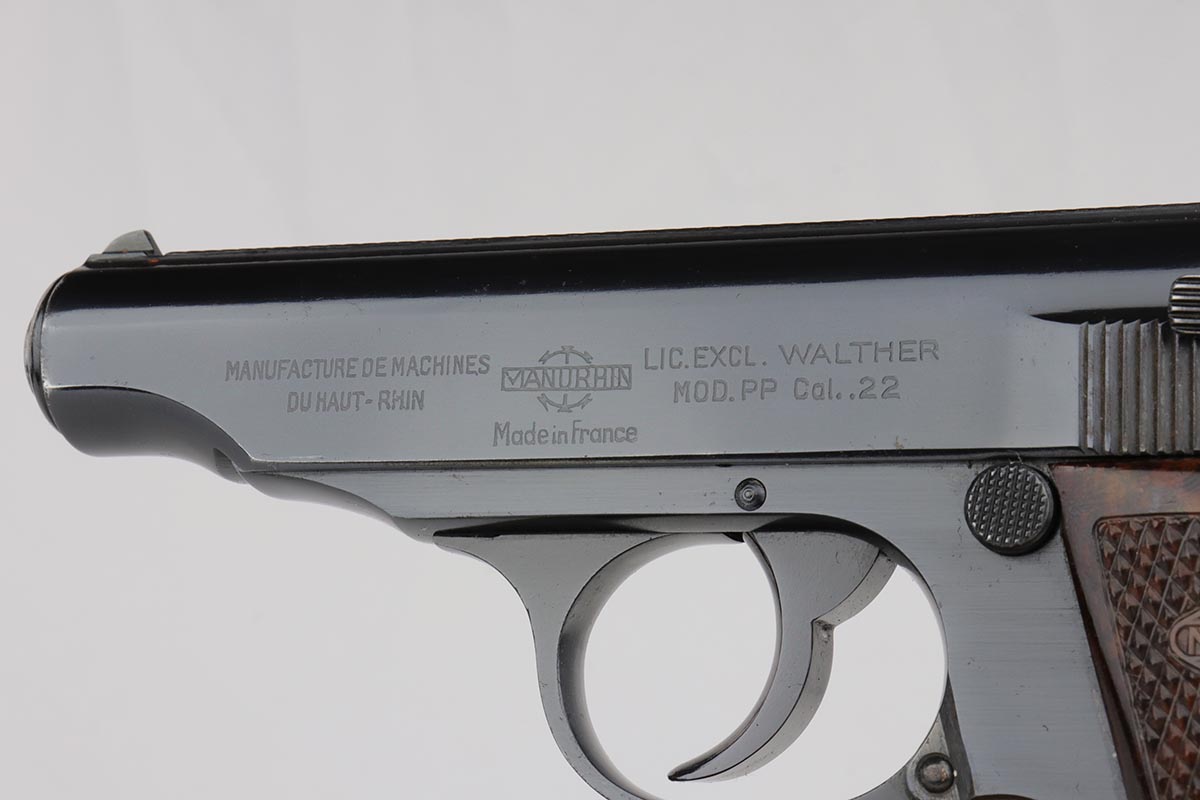 MANUFACTURE DE MACHINES
DU HAUT-RHIN
MANURHIN
Made in France
LIC. EXCL. WALTHER
MOD. PP Cal..22